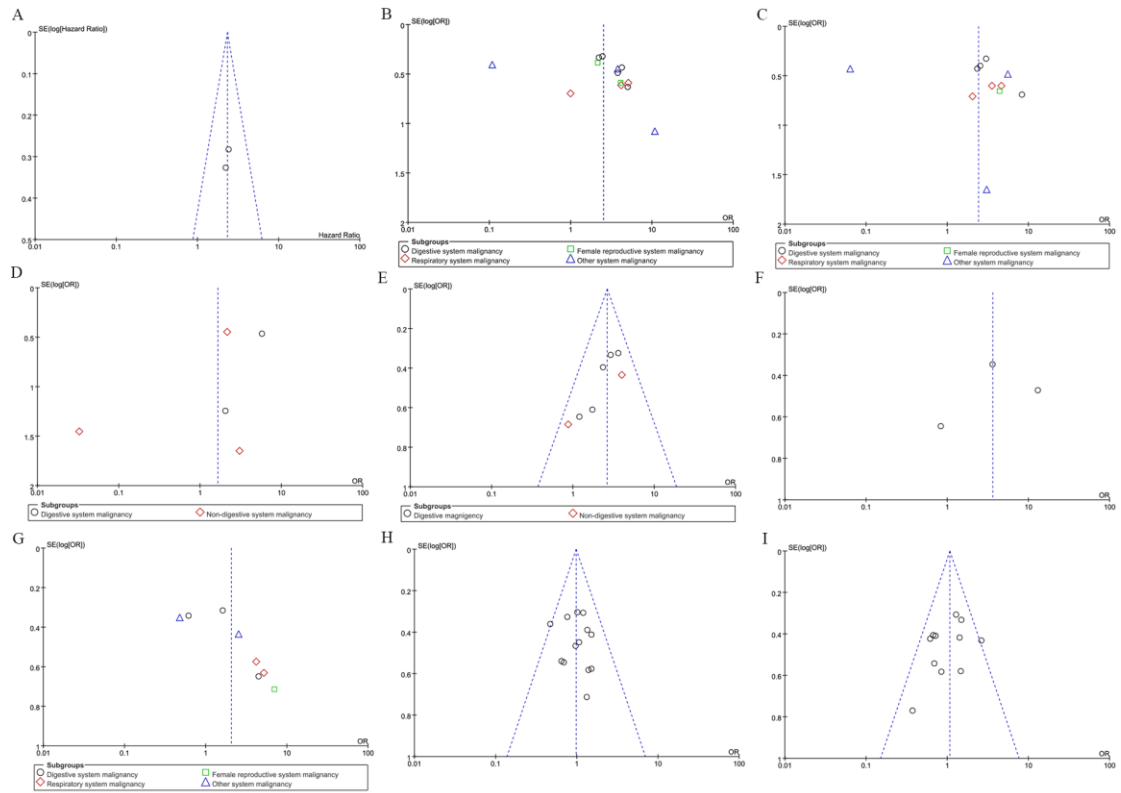 A
SE(log[Hazard Ratio])
0
0.1
0.2
0.3
0.4
0.5
0.01 0.1 1 10 100
Hazard Ratio
B
SE(log[OR])
0
0.5
1
1.5
2
0.01 0.1 1 10 100
OR
Subgroups
Digestive system malignancy Female reproductive system malignancy
Respiratory system malignancy Other system malignancy
C
SE(log[OR])
0
0.5
1
1.5
2
0.01 0.1 1 10 100
OR
Subgroups
Digestive system malignancy Female reproductive system malignancy
Respiratory system malignancy Other system malignancy
D
SE(log[OR])
0
0.5
1
1.5
2
0.01 0.1 1 10 100
OR
Subgroups
Digestive system malignancy Non-digestive system malignancy
E
SE(log[OR])
0
0.2
0.4
0.6
0.8
1
0.01 0.1 1 10 100
OR
Subgroups
Digestive magnigency Non-digestive system malignancy
F
SE(log[OR])
0
0.2
0.4
0.6
0.8
1
0.01 0.1 1 10 100
OR
G
SE(log[OR])
0
0.2
0.4
0.6
0.8
1
0.01 0.1 1 10 100
OR
Subgroups
Digestive system malignancy Female reproductive system malignancy
Respiratory system malignancy Other system malignancy
H
SE(log[OR])
0
0.2
0.4
0.6
0.8
1
0.01 0.1 1 10 100
OR
I
SE(log[OR])
0
0.2
0.4
0.6
0.8
1
0.01 0.1 1 10 100
OR